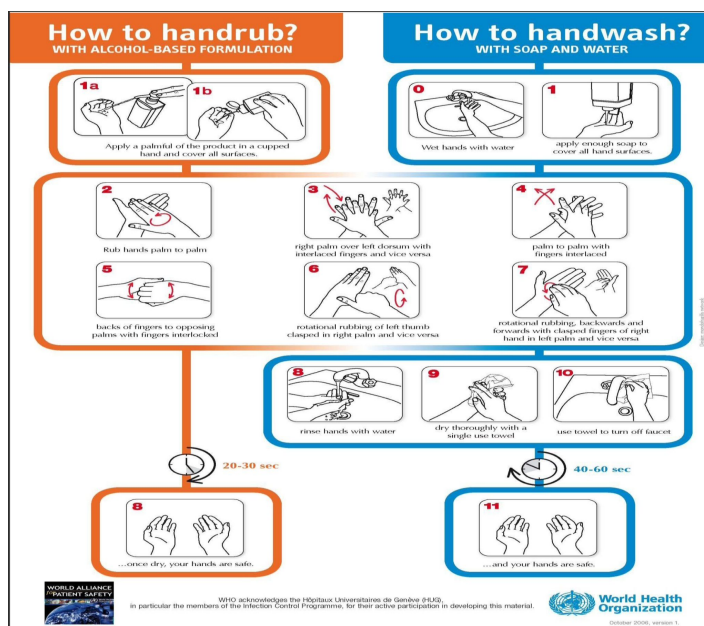 How to handrub?
WITH ALCOHOL-BASED FORMULATION
How to handwash?
WITH SOAP AND WATER
1a
1b
Apply a palmful of the product in a cupped
hand and cover all surfaces.
0
Wet hands with water
1
apply enough soap to
cover all hand surfaces.
2
Rub hands palm to palm
3
right palm over left dorsum with
interlaced fingers and vice versa
4
palm to palm with
fingers interlaced
5
backs of fingers to opposing
palms with fingers interlocked
6
rotational rubbing of left thumb
clasped in right palm and vice versa
7
rotational rubbing, backwards and
forwards with clasped fingers of right
hand in left palm and vice versa
8
rinse hands with water
9
dry thoroughly with a
single use towel
10
use towel to turn off faucet
20-30 sec
40-60 sec
8
...once dry, your hands are safe.
11
...and your hands are safe.
WORLD ALLIANCE
for PATIENT SAFETY
WHO acknowledges the Hôpitaux Universitaires de Genève (HUG),
in particular the members of the Infection Control Programme, for their active participation in developing this material.
World Health
Organization
October 2006, version 1.